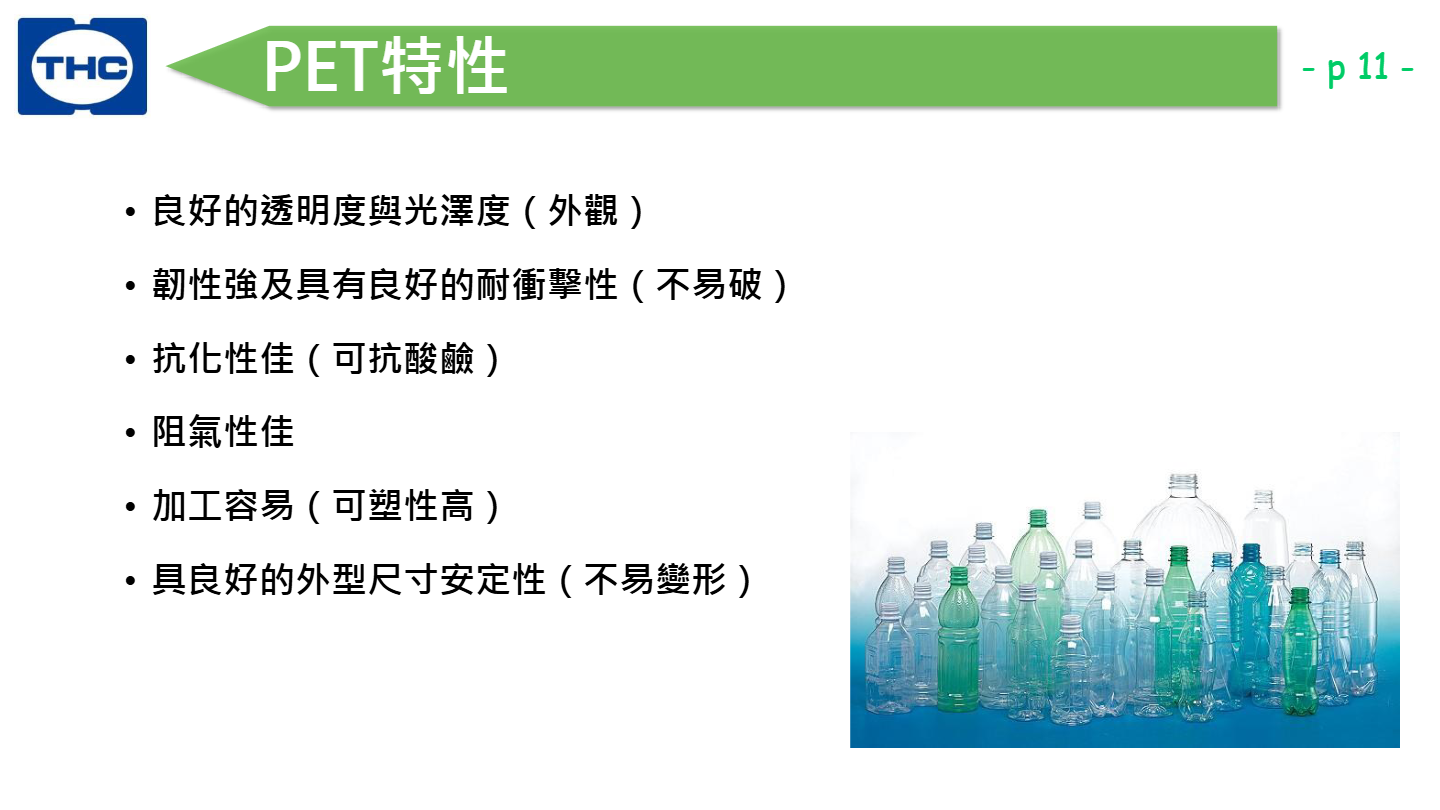 THC
PET特性
- p 11 -
• 良好的透明度與光澤度（外觀）
• 韌性強及具有良好的耐衝擊性（不易破）
• 抗化性佳（可抗酸鹼）
• 阻氣性佳
• 加工容易（可塑性高）
• 具良好的外型尺寸安定性（不易變形）